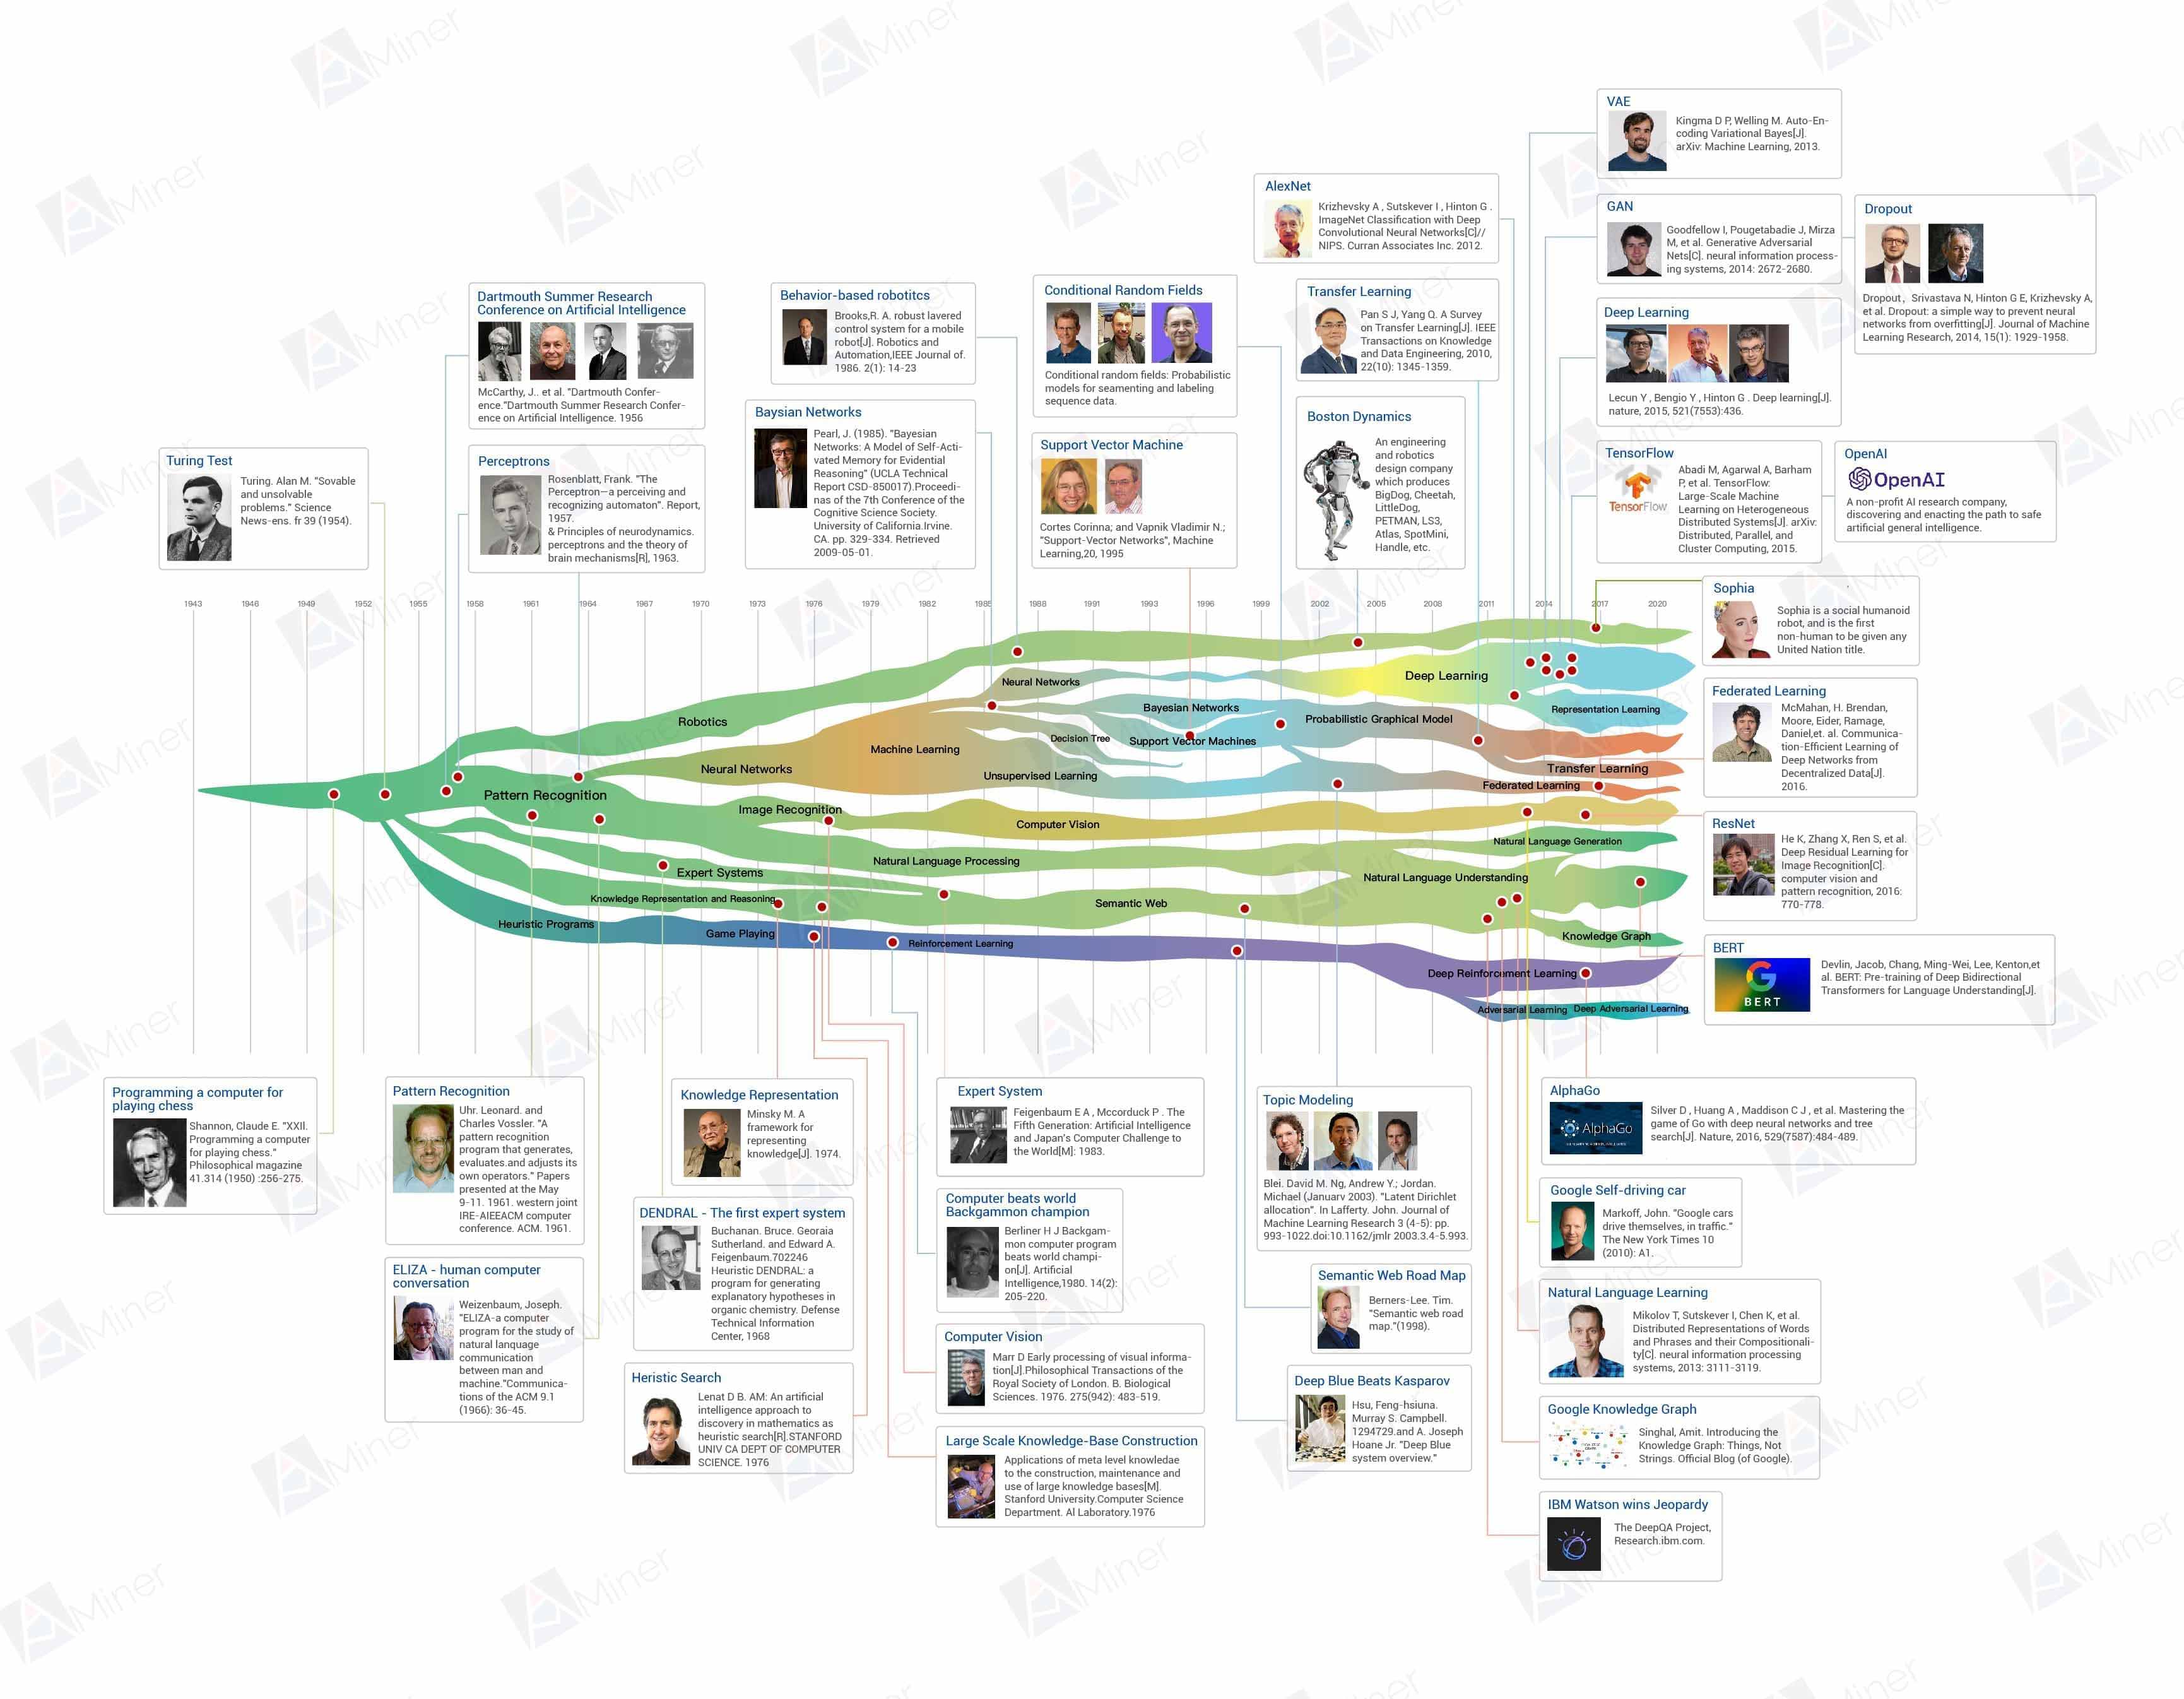 VAE
Kingma D P, Welling M. Auto-En-
coding Variational Bayes[J].
arXiv: Machine Learning, 2013.
AlexNet
Krizhevsky A , Sutskever I , Hinton G .
ImageNet Classification with Deep
Convolutional Neural Networks[C]//
NIPS. Curran Associates Inc. 2012.
GAN
Goodfellow I, Pougetabadie J, Mirza
M, et al. Generative Adversarial
Nets[C]. neural information process-
ing systems, 2014: 2672-2680.
Dropout
Dropout , Srivastava N, Hinton G E, Krizhevsky A,
et al. Dropout: a simple way to prevent neural
networks from overfitting[J]. Journal of Machine
Learning Research, 2014, 15(1): 1929-1958.
Dartmouth Summer Research
Conference on Artificial Intelligence
McCarthy, J.. et al. "Dartmouth Confer-
ence."Dartmouth Summer Research Confer-
ence on Artificial Intelligence. 1956
Behavior-based robotitcs
Brooks,R. A. robust lavered
control system for a mobile
robot[J]. Robotics and
Automation,IEEE Journal of.
1986. 2(1): 14-23
Conditional Random Fields
Conditional random fields: Probabilistic
models for seamenting and labeling
sequence data.
Transfer Learning
Pan S J, Yang Q. A Survey
on Transfer Learning[J]. IEEE
Transactions on Knowledge
and Data Engineering, 2010,
22(10): 1345-1359.
Deep Learning
Lecun Y , Bengio Y , Hinton G . Deep learning[J].
nature, 2015, 521(7553):436.
Turing Test
Turing. Alan M. "Sovable
and unsolvable
problems." Science
News-ens. fr 39 (1954).
Perceptrons
Rosenblatt, Frank. "The
Perceptron—a perceiving and
recognizing automaton". Report,
1957.
& Principles of neurodynamics.
perceptrons and the theory of
brain mechanisms[R], 1963.
Baysian Networks
Pearl, J. (1985). "Bayesian
Networks: A Model of Self-Acti-
vated Memory for Evidential
Reasoning" (UCLA Technical
Report CSD-850017).Proceedi-
nas of the 7th Conference of the
Cognitive Science Society.
University of California.Irvine.
CA. pp. 329-334. Retrieved
2009-05-01.
Support Vector Machine
Cortes Corinna; and Vapnik Vladimir N.;
"Support-Vector Networks", Machine
Learning,20, 1995
Boston Dynamics
An engineering
and robotics
design company
which produces
BigDog, Cheetah,
LittleDog,
PETMAN, LS3,
Atlas, SpotMini,
Handle, etc.
TensorFlow
TensorFlow
Abadi M, Agarwal A, Barham
P, et al. TensorFlow:
Large-Scale Machine
Learning on Heterogeneous
Distributed Systems[J]. arXiv:
Distributed, Parallel, and
Cluster Computing, 2015.
OpenAI
OpenAI
A non-profit AI research company,
discovering and enacting the path to safe
artificial general intelligence.
Sophia
Sophia is a social humanoid
robot, and is the first
non-human to be given any
United Nation title.
1943 1946 1949 1952 1955 1958 1961 1964 1967 1970 1973 1976 1979 1982 1985 1988 1991 1993 1996 1999 2002 2005 2008 2011 2014 2017 2020
Federated Learning
McMahan, H. Brendan,
Moore, Eider, Ramage,
Daniel,et. al. Communica-
tion-Efficient Learning of
Deep Networks from
Decentralized Data[J].
2016.
ResNet
He K, Zhang X, Ren S, et al.
Deep Residual Learning for
Image Recognition[C].
computer vision and
pattern recognition, 2016:
770-778.
BERT
BERT
Devlin, Jacob, Chang, Ming-Wei, Lee, Kenton,et
al. BERT: Pre-training of Deep Bidirectional
Transformers for Language Understanding[J].
Robotics
Neural Networks
Deep Learning
Bayesian Networks
Representation Learning
Probabilistic Graphical Model
Decision Tree
Support Vector Machines
Machine Learning
Neural Networks
Unsupervised Learning
Transfer Learning
Federated Learning
Pattern Recognition
Image Recognition
Computer Vision
Natural Language Generation
Natural Language Processing
Expert Systems
Natural Language Understanding
Knowledge Representation and Reasoning
Semantic Web
Heuristic Programs
Game Playing
Reinforcement Learning
Knowledge Graph
Deep Reinforcement Learning
Adversarial Learning
Deep Adversarial Learning
Programming a computer for
playing chess
Shannon, Claude E. "XXII.
Programming a computer
for playing chess."
Philosophical magazine
41.314 (1950) :256-275.
Pattern Recognition
Uhr. Leonard. and
Charles Vossler. "A
pattern recognition
program that generates,
evaluates.and adjusts its
own operators." Papers
presented at the May
9-11. 1961. western joint
IRE-AIEEACM computer
conference. ACM. 1961.
ELIZA - human computer
conversation
Weizenbaum, Joseph.
"ELIZA-a computer
program for the study of
natural lanquage
communication
between man and
machine."Communica-
tions of the ACM 9.1
(1966): 36-45.
Knowledge Representation
Minsky M. A
framework for
representing
knowledge[J]. 1974.
DENDRAL - The first expert system
Buchanan. Bruce. Georaia
Sutherland. and Edward A.
Feigenbaum.702246
Heuristic DENDRAL: a
program for generating
explanatory hypotheses in
organic chemistry. Defense
Technical Information
Center, 1968
Heristic Search
Lenat D B. AM: An artificial
intelligence approach to
discovery in mathematics as
heuristic search[R].STANFORD
UNIV CA DEPT OF COMPUTER
SCIENCE. 1976
Expert System
Feigenbaum E A , Mccorduck P . The
Fifth Generation: Artificial Intelligence
and Japan's Computer Challenge to
the World[M]: 1983.
Computer beats world
Backgammon champion
Berliner H J Backgam-
mon computer program
beats world champi-
on[J]. Artificial
Intelligence,1980. 14(2):
205-220.
Computer Vision
Marr D Early processing of visual informa-
tion[J].Philosophical Transactions of the
Royal Society of London. B. Biological
Sciences. 1976. 275(942): 483-519.
Large Scale Knowledge-Base Construction
Applications of meta level knowledae
to the construction, maintenance and
use of large knowledge bases[M].
Stanford University.Computer Science
Department. Al Laboratory.1976
Topic Modeling
Blei. David M. Ng, Andrew Y.; Jordan.
Michael (Januarv 2003). "Latent Dirichlet
allocation". In Lafferty. John. Journal of
Machine Learning Research 3 (4-5): pp.
993-1022.doi:10.1162/jmlr 2003.3.4-5.993.
Semantic Web Road Map
Berners-Lee. Tim.
"Semantic web road
map."(1998).
Deep Blue Beats Kasparov
Hsu, Feng-hsiuna.
Murray S. Campbell.
1294729.and A. Joseph
Hoane Jr. "Deep Blue
system overview."
AlphaGo
AlphaGo
Silver D , Huang A , Maddison C J , et al. Mastering the
game of Go with deep neural networks and tree
search[J]. Nature, 2016, 529(7587):484-489.
Google Self-driving car
Markoff, John. "Google cars
drive themselves, in traffic."
The New York Times 10
(2010): A1.
Natural Language Learning
Mikolov T, Sutskever I, Chen K, et al.
Distributed Representations of Words
and Phrases and their Compositionali-
ty[C]. neural information processing
systems, 2013: 3111-3119.
Google Knowledge Graph
Singhal, Amit. Introducing the
Knowledge Graph: Things, Not
Strings. Official Blog (of Google).
IBM Watson wins Jeopardy
The DeepQA Project,
Research.ibm.com.
AMiner